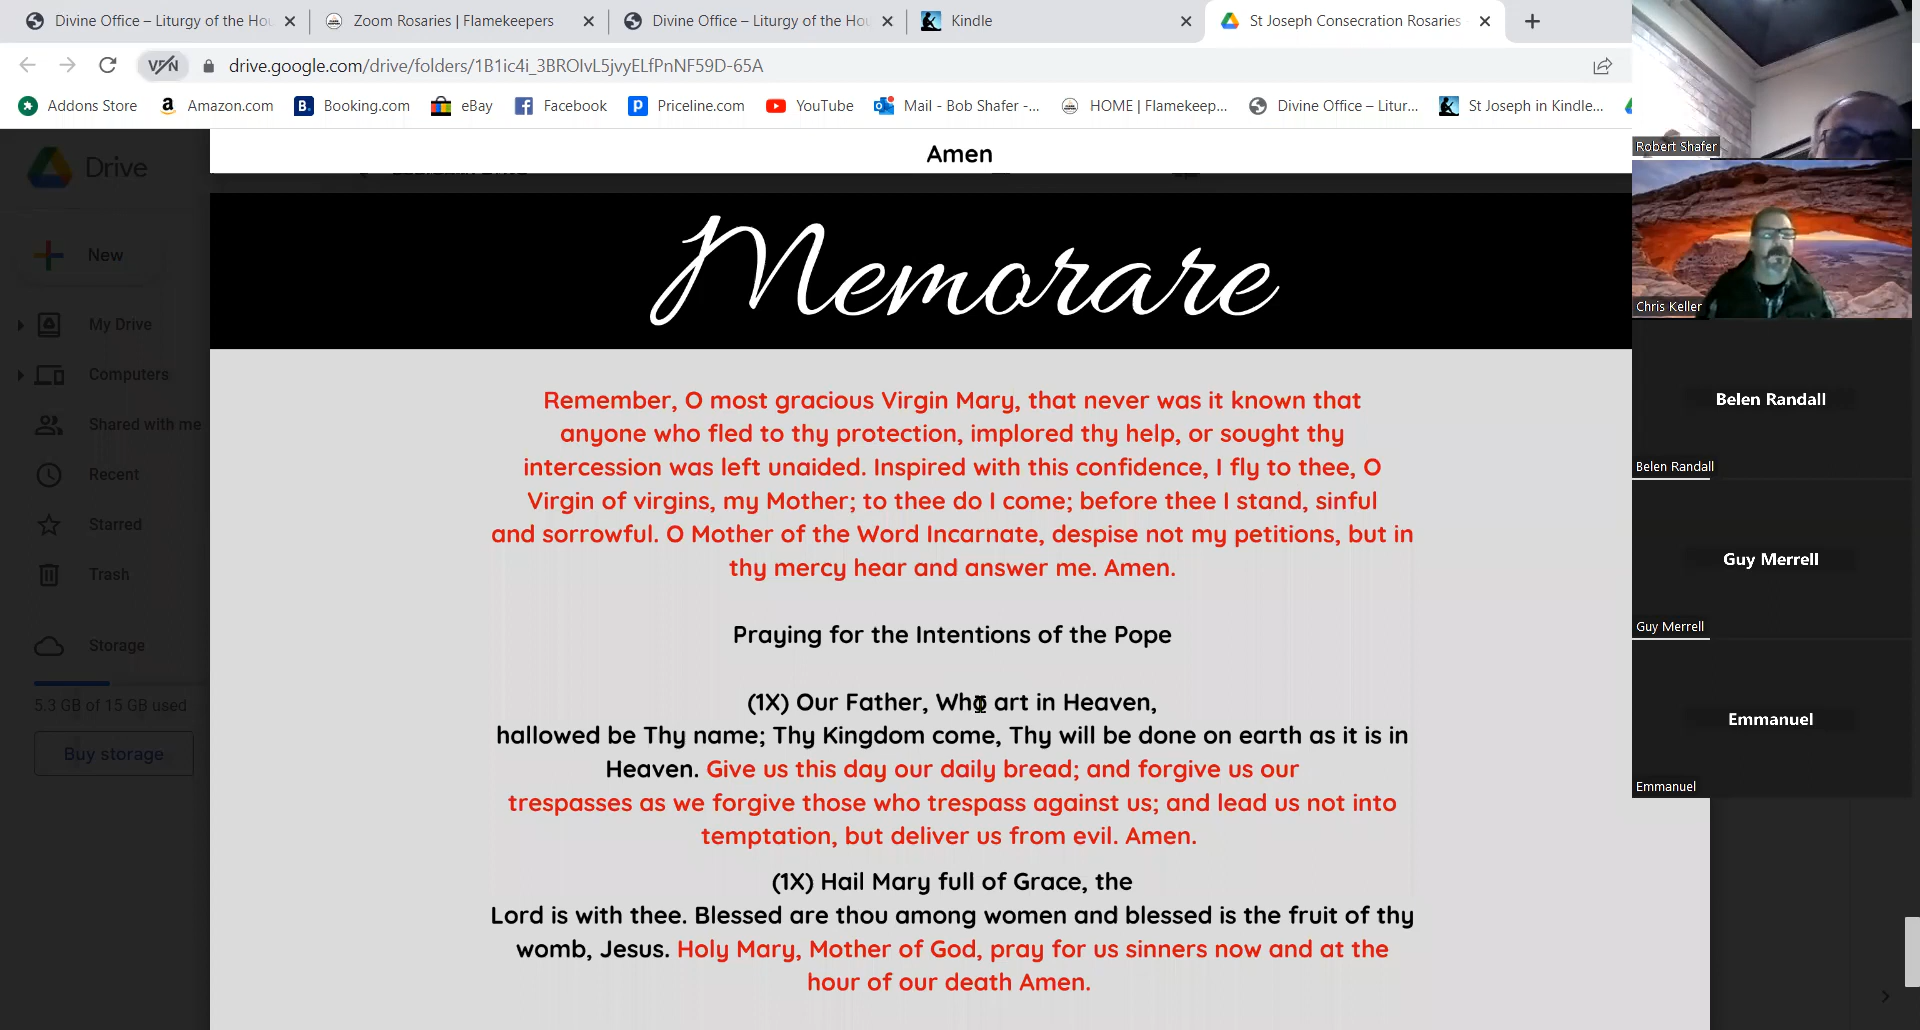 Divine Office – Liturgy of the Hou
Zoom Rosaries | Flamekeepers
Divine Office – Liturgy of the Hou
Kindle
St Joseph Consecration Rosaries
VPN
drive.google.com/drive/folders/1B1ic4i_3BROIvL5jvyELfPnNF59D-65A
Addons Store
Amazon.com
Booking.com
eBay
Facebook
Priceline.com
YouTube
Mail - Bob Shafer -...
HOME | Flamekeep...
Divine Office – Litur...
St Joseph in Kindle...
Drive
New
My Drive
Computers
Shared with me
Recent
Starred
Trash
Storage
5.3 GB of 15 GB used
Buy storage
Amen
Memorare
Remember, O most gracious Virgin Mary, that never was it known that
anyone who fled to thy protection, implored thy help, or sought thy
intercession was left unaided. Inspired with this confidence, I fly to thee, O
Virgin of virgins, my Mother; to thee do I come; before thee I stand, sinful
and sorrowful. O Mother of the Word Incarnate, despise not my petitions, but in
thy mercy hear and answer me. Amen.
Praying for the Intentions of the Pope
(1X) Our Father, Who art in Heaven,
hallowed be Thy name; Thy Kingdom come, Thy will be done on earth as it is in
Heaven. Give us this day our daily bread; and forgive us our
trespasses as we forgive those who trespass against us; and lead us not into
temptation, but deliver us from evil. Amen.
(1X) Hail Mary full of Grace, the
Lord is with thee. Blessed are thou among women and blessed is the fruit of thy
womb, Jesus. Holy Mary, Mother of God, pray for us sinners now and at the
hour of our death Amen.
Robert Shafer
Chris Keller
Belen Randall
Belen Randall
Guy Merrell
Guy Merrell
Emmanuel
Emmanuel